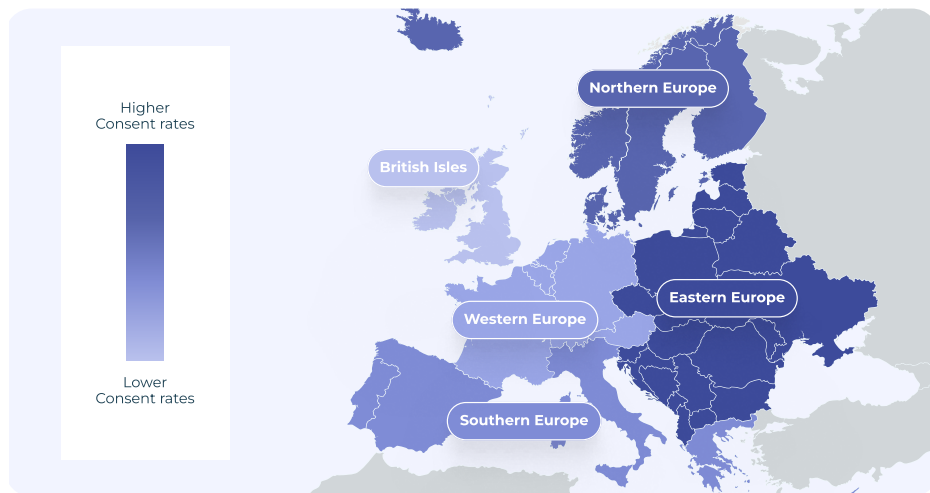 Higher
Consent rates
Lower
Consent rates
Northern Europe
British Isles
Eastern Europe
Western Europe
Southern Europe